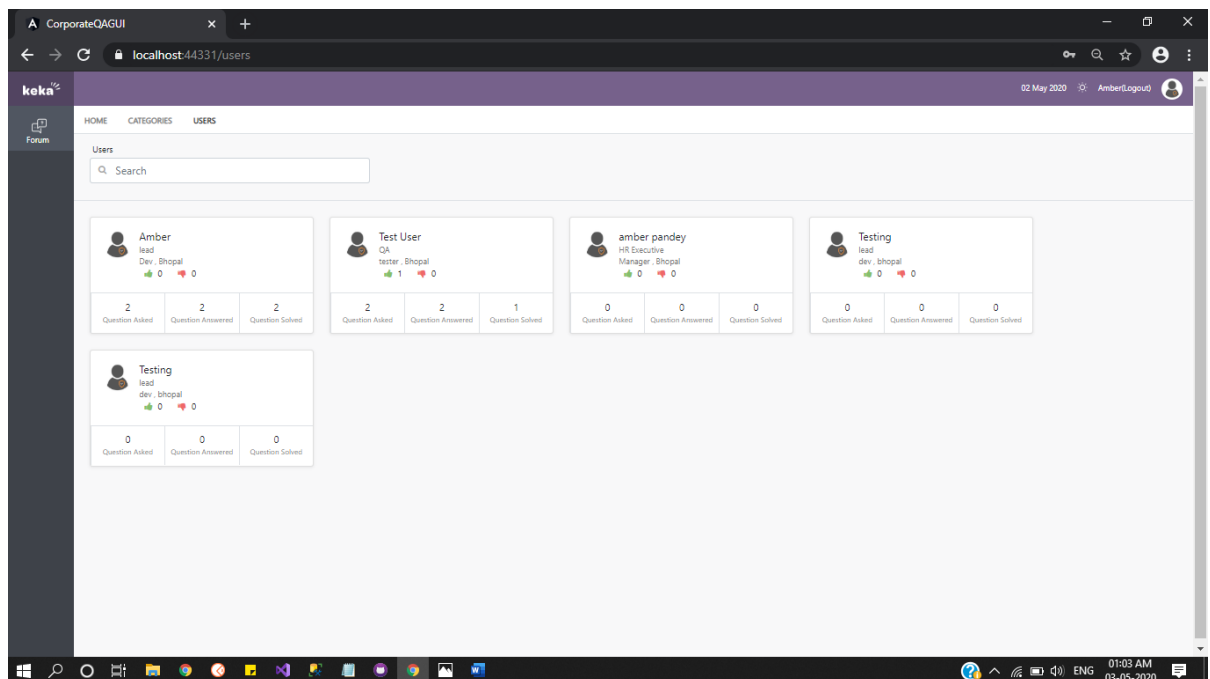 CorporateQAGUI
localhost:44331/users
keka
02 May 2020 Amber(Logout)
Forum
HOME CATEGORIES USERS
Users
Search
Amber
lead
Dev , Bhopal
0 0
2 2 2
Question Asked Question Answered Question Solved
Test User
QA
tester , Bhopal
1 0
2 2 1
Question Asked Question Answered Question Solved
amber pandey
HR Executive
Manager , Bhopal
0 0
0 0 0
Question Asked Question Answered Question Solved
Testing
lead
dev , bhopal
0 0
0 0 0
Question Asked Question Answered Question Solved
Testing
lead
dev , bhopal
0 0
0 0 0
Question Asked Question Answered Question Solved
ENG 01:03 AM
03-05-2020